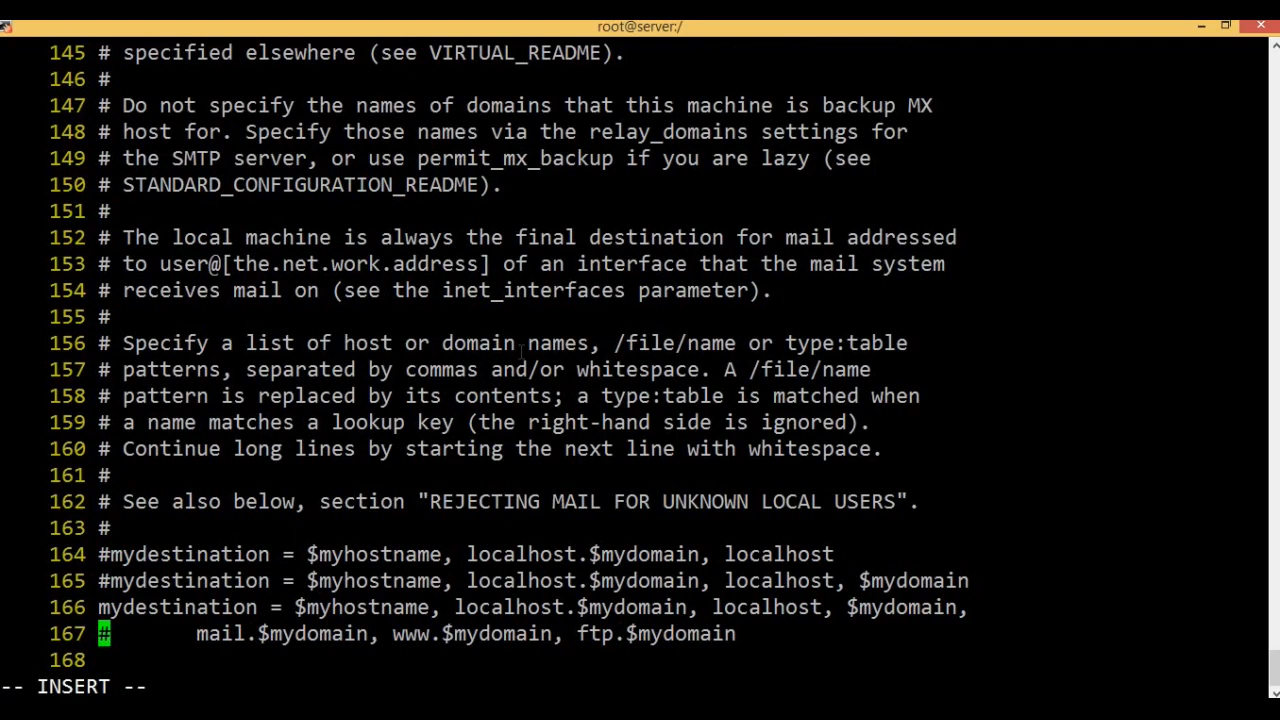 root@server:/
145 # specified elsewhere (see VIRTUAL_README).
146 #
147 # Do not specify the names of domains that this machine is backup MX
148 # host for. Specify those names via the relay_domains settings for
149 # the SMTP server, or use permit_mx_backup if you are lazy (see
150 # STANDARD_CONFIGURATION_README).
151 #
152 # The local machine is always the final destination for mail addressed
153 # to user@[the.net.work.address] of an interface that the mail system
154 # receives mail on (see the inet_interfaces parameter).
155 #
156 # Specify a list of host or domain names, /file/name or type:table
157 # patterns, separated by commas and/or whitespace. A /file/name
158 # pattern is replaced by its contents; a type:table is matched when
159 # a name matches a lookup key (the right-hand side is ignored).
160 # Continue long lines by starting the next line with whitespace.
161 #
162 # See also below, section "REJECTING MAIL FOR UNKNOWN LOCAL USERS".
163 #
164 #mydestination = $myhostname, localhost.$mydomain, localhost
165 #mydestination = $myhostname, localhost.$mydomain, localhost, $mydomain
166 mydestination = $myhostname, localhost.$mydomain, localhost, $mydomain,
167 #       mail.$mydomain, www.$mydomain, ftp.$mydomain
168
-- INSERT --